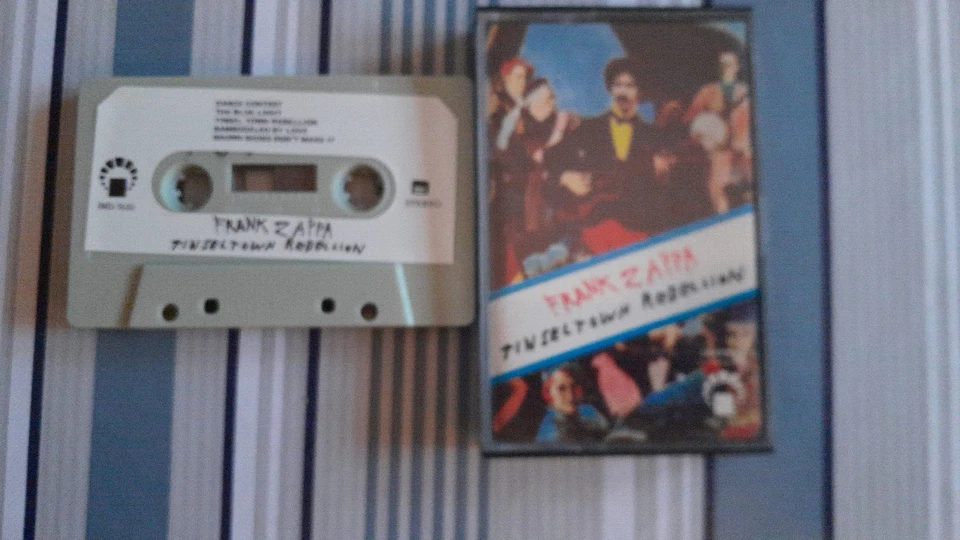 DANCE CONTEST
THE BLUE LIGHT
TINSEL TOWN REBELLION
BAMBOOZLED BY LOVE
BROWN SHOES DON'T MAKE IT
STEREO
FRANK ZAPPA
TINSELTOWN REBELLION
FRANK ZAPPA
TINSELTOWN REBELLION